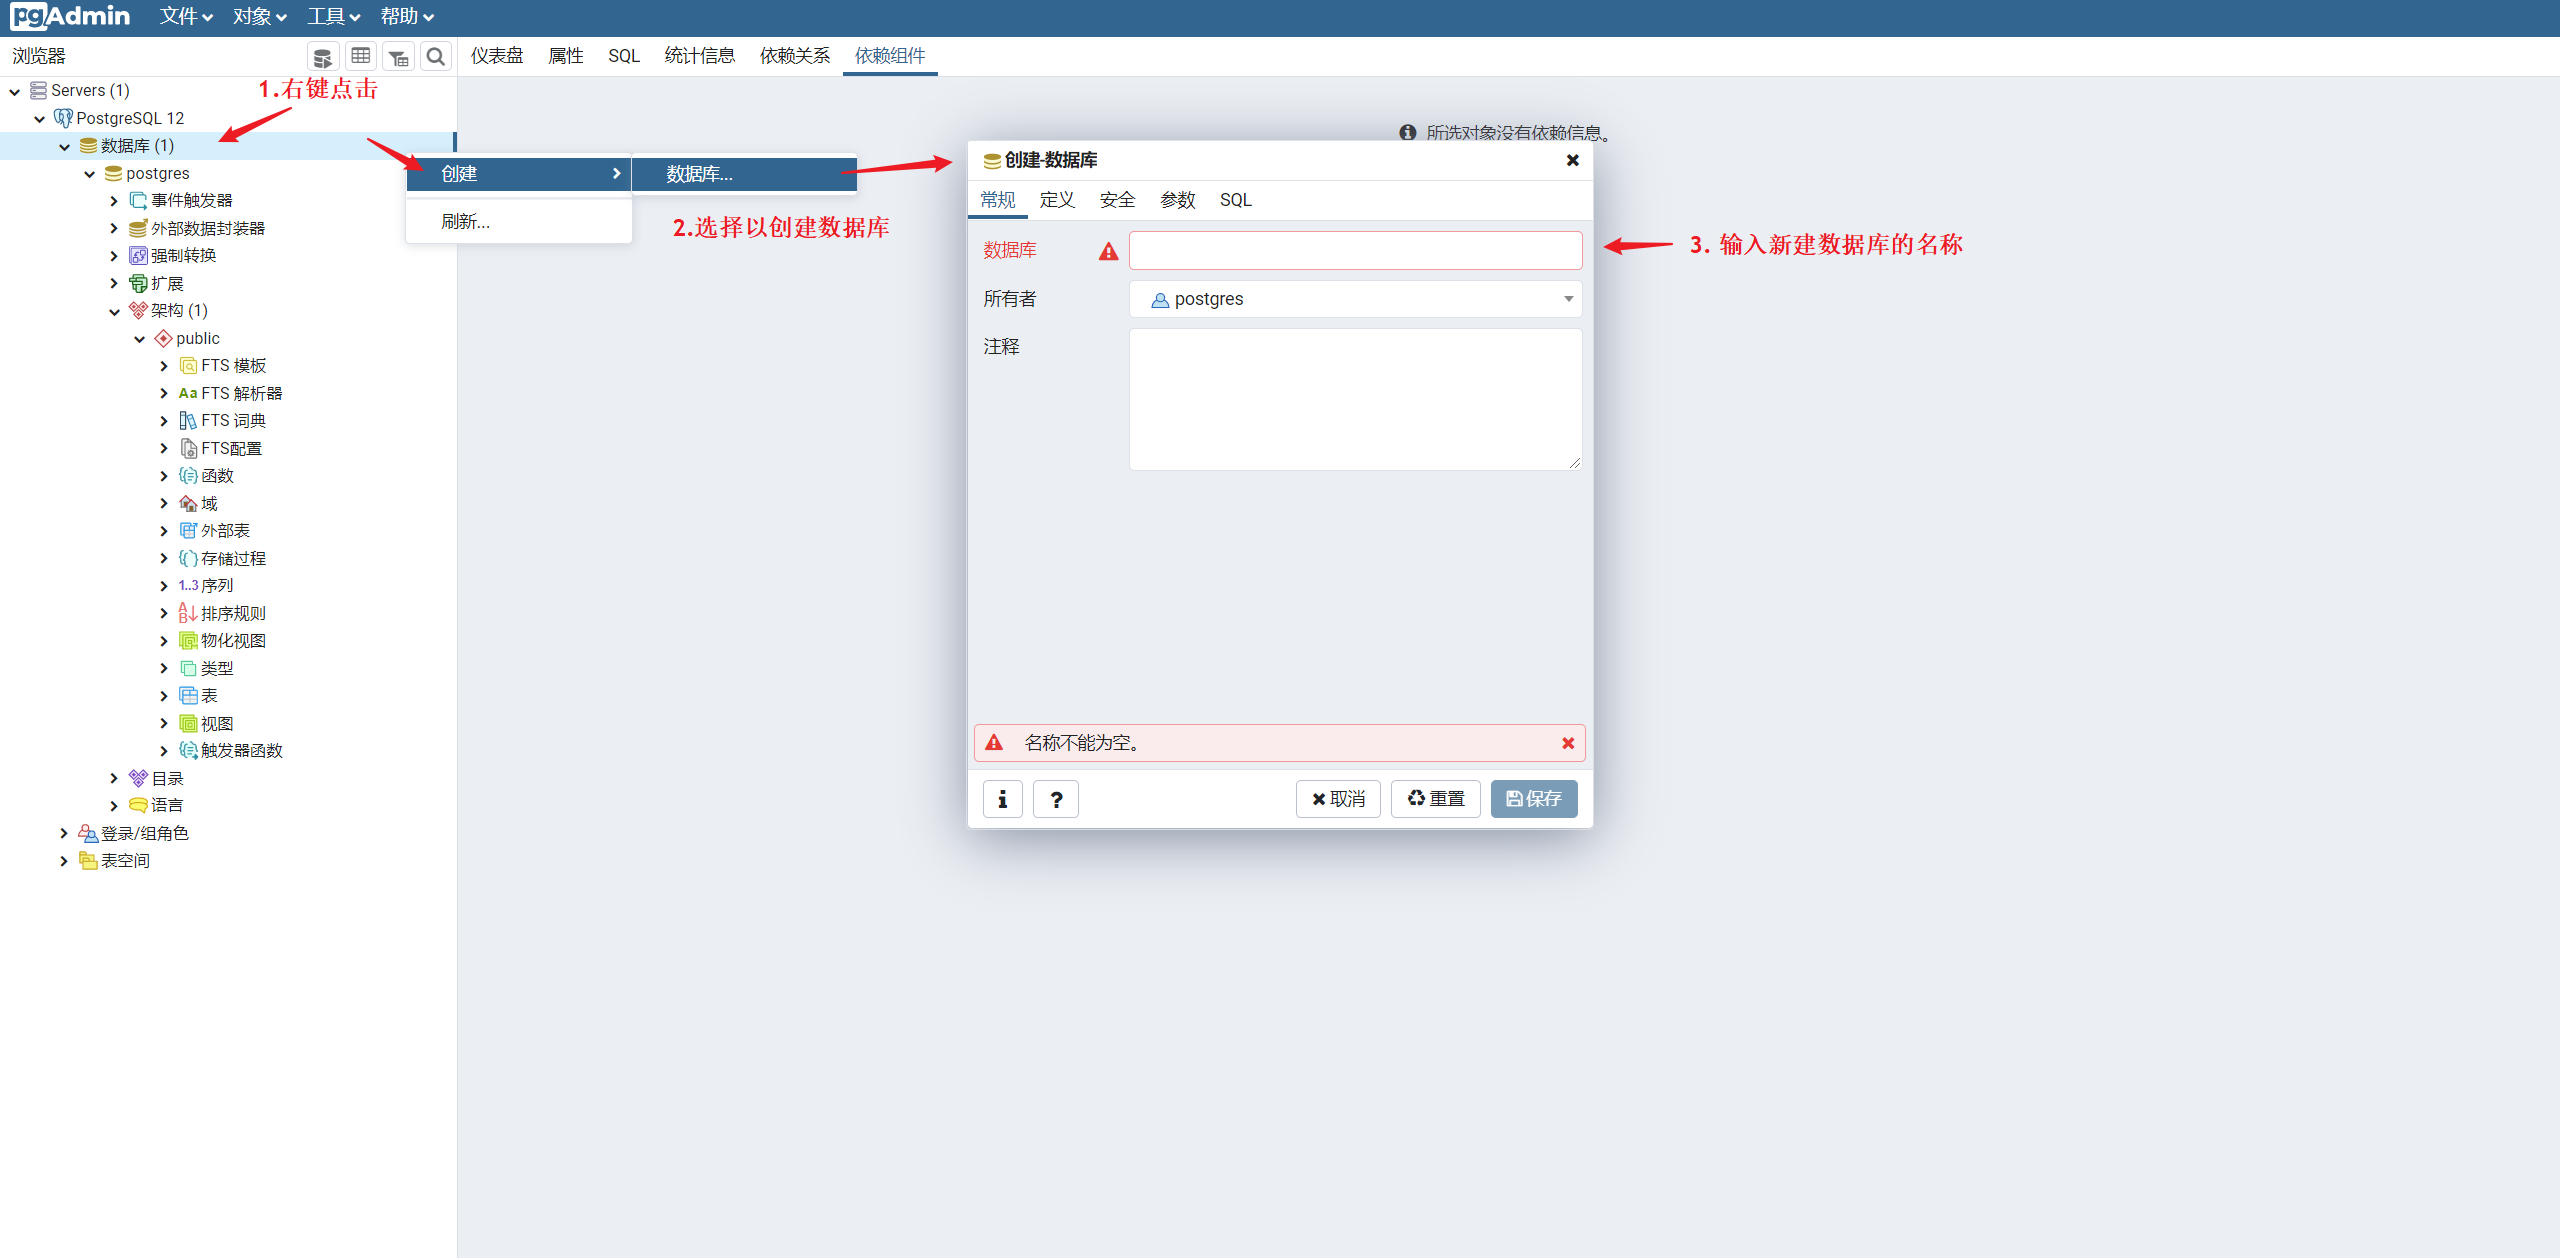 pgAdmin 文件 对象 工具 帮助
浏览器
仪表盘 属性 SQL 统计信息 依赖关系 依赖组件
Servers (1)
PostgreSQL 12
数据库 (1)
postgres
事件触发器
外部数据封装器
强制转换
扩展
架构 (1)
public
FTS 模板
Aa FTS 解析器
FTS 词典
FTS配置
函数
域
外部表
存储过程
1..3 序列
排序规则
物化视图
类型
表
视图
触发器函数
目录
语言
登录/组角色
表空间
1.右键点击
创建
数据库...
刷新...
2.选择以创建数据库
所选对象没有依赖信息。
创建-数据库
常规 定义 安全 参数 SQL
数据库
所有者 postgres
注释
3. 输入新建数据库的名称
名称不能为空。
i ? 取消 重置 保存